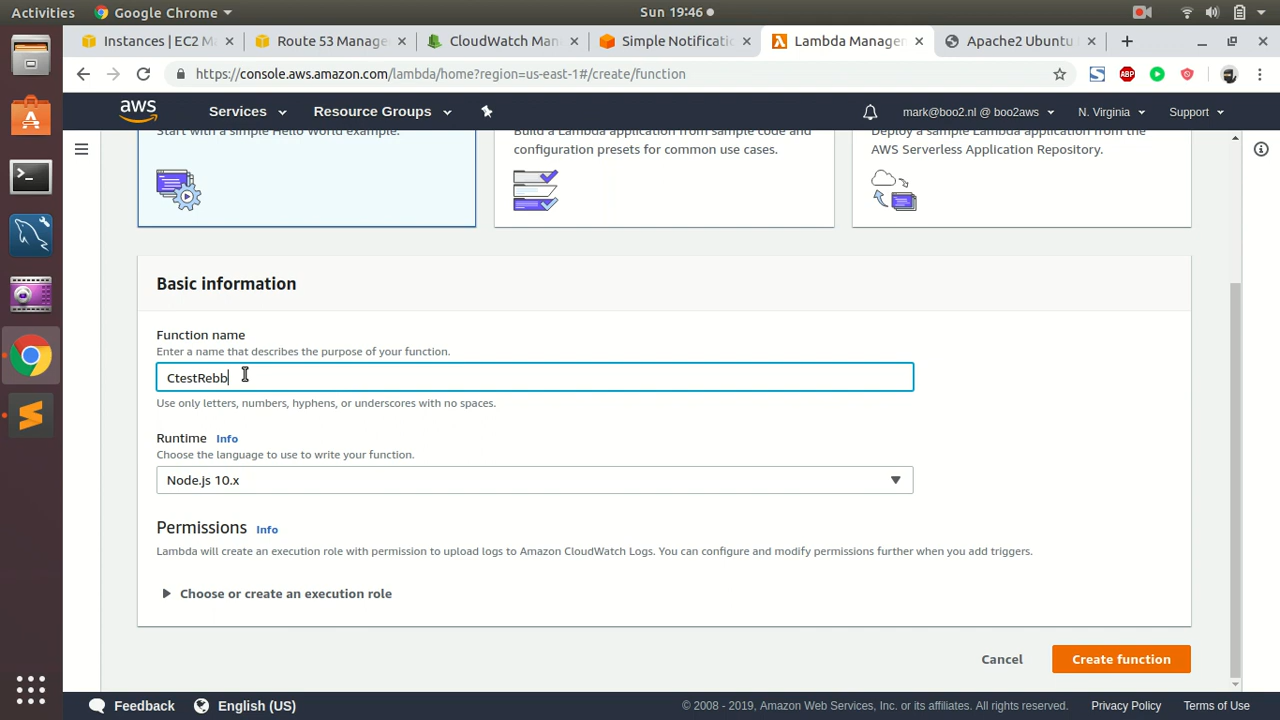 Activities
Google Chrome
Sun 19:46
Instances | EC2 Ma
Route 53 Manage
CloudWatch Man
Simple Notificati
Lambda Manage
Apache2 Ubuntu
https://console.aws.amazon.com/lambda/home?region=us-east-1#/create/function
ABP
aws
Services
Resource Groups
mark@boo2.nl @ boo2aws
N. Virginia
Support
Start with a simple Hello World example.
Build a Lambda application from sample code and
configuration presets for common use cases.
Deploy a sample Lambda application from the
AWS Serverless Application Repository.
Basic information
Function name
Enter a name that describes the purpose of your function.
CtestRebb
Use only letters, numbers, hyphens, or underscores with no spaces.
Runtime Info
Choose the language to use to write your function.
Node.js 10.x
Permissions Info
Lambda will create an execution role with permission to upload logs to Amazon CloudWatch Logs. You can configure and modify permissions further when you add triggers.
Choose or create an execution role
Cancel
Create function
Feedback
English (US)
© 2008 - 2019, Amazon Web Services, Inc. or its affiliates. All rights reserved.
Privacy Policy
Terms of Use